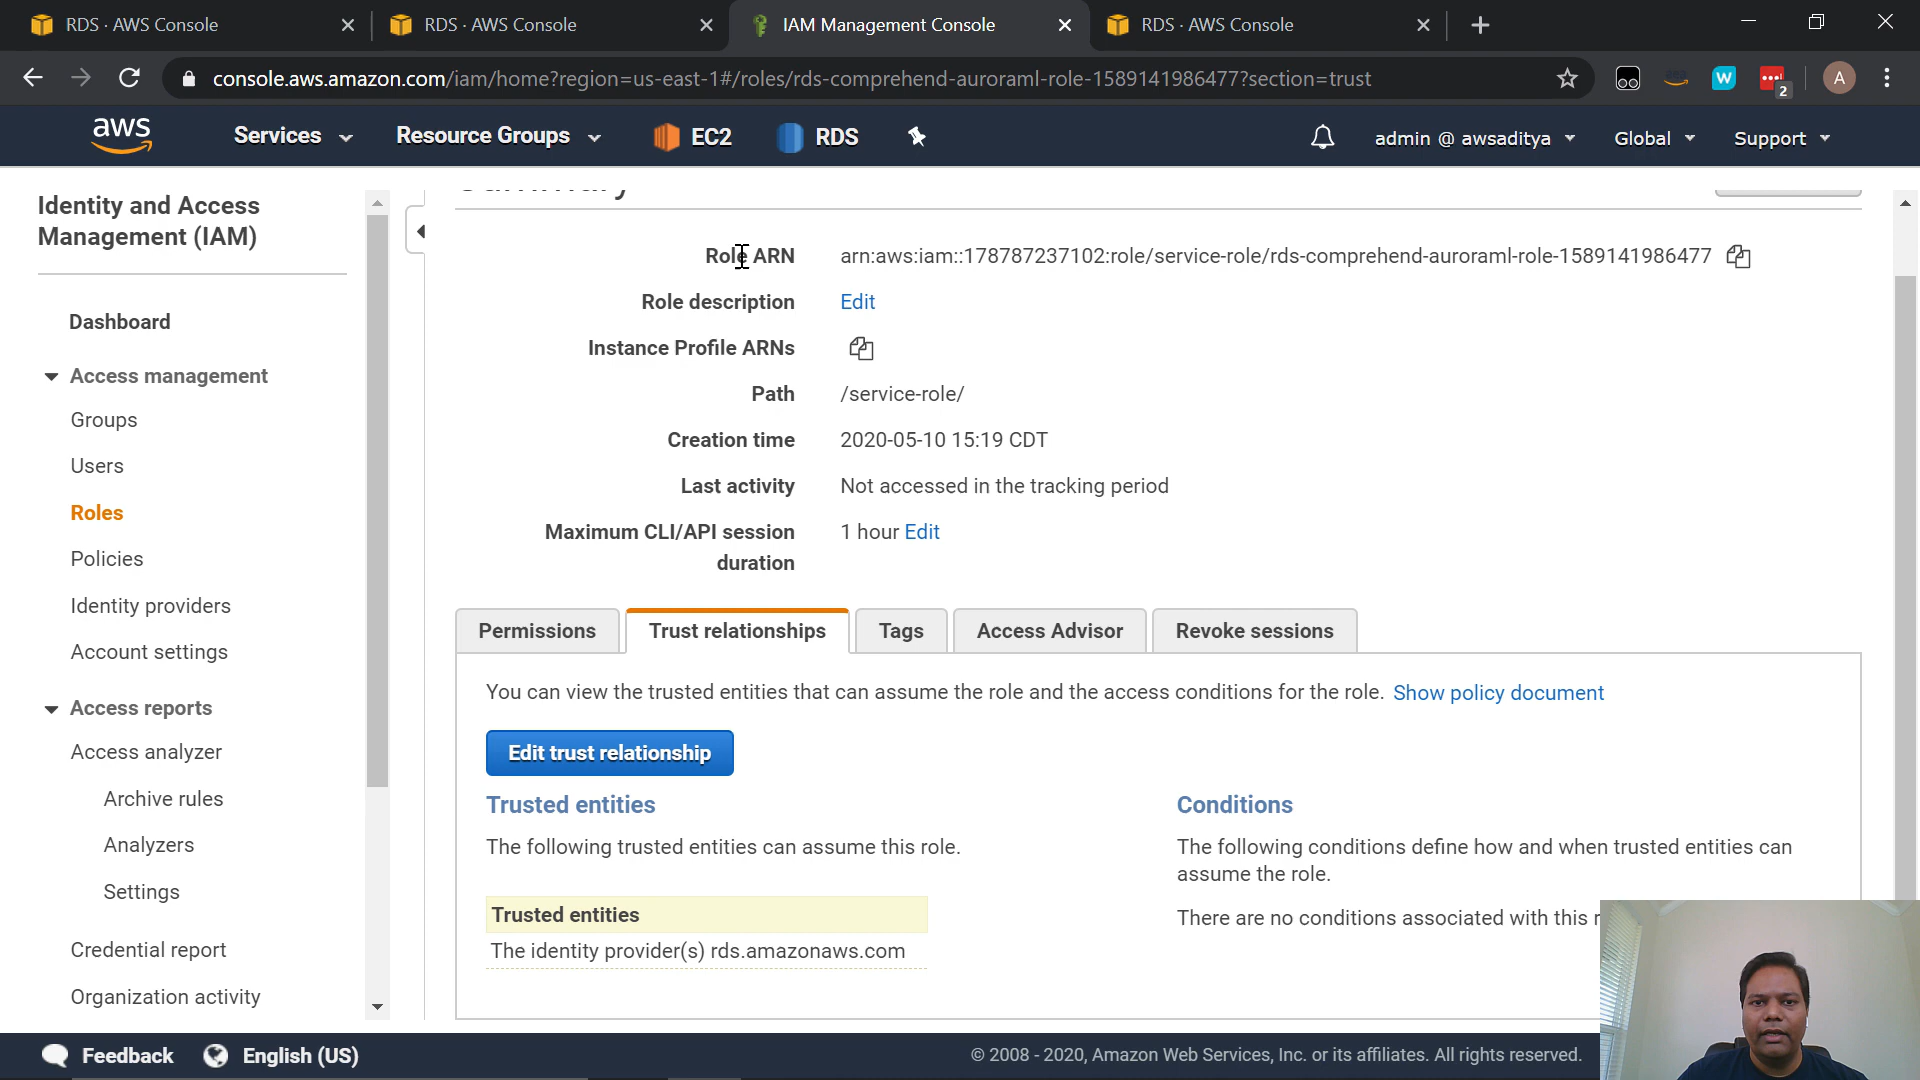 RDS · AWS Console
RDS · AWS Console
IAM Management Console
RDS · AWS Console
console.aws.amazon.com/iam/home?region=us-east-1#/roles/rds-comprehend-auroraml-role-1589141986477?section=trust
W
2
A
aws
Services
Resource Groups
EC2
RDS
admin @ awsaditya
Global
Support
Identity and Access
Management (IAM)
Dashboard
Access management
Groups
Users
Roles
Policies
Identity providers
Account settings
Access reports
Access analyzer
Archive rules
Analyzers
Settings
Credential report
Organization activity
Summary
Role ARN arn:aws:iam::178787237102:role/service-role/rds-comprehend-auroraml-role-1589141986477
Role description Edit
Instance Profile ARNs
Path /service-role/
Creation time 2020-05-10 15:19 CDT
Last activity Not accessed in the tracking period
Maximum CLI/API session 1 hour Edit
duration
Permissions
Trust relationships
Tags
Access Advisor
Revoke sessions
You can view the trusted entities that can assume the role and the access conditions for the role. Show policy document
Edit trust relationship
Trusted entities
The following trusted entities can assume this role.
Trusted entities
The identity provider(s) rds.amazonaws.com
Conditions
The following conditions define how and when trusted entities can
assume the role.
There are no conditions associated with this
Feedback
English (US)
© 2008 - 2020, Amazon Web Services, Inc. or its affiliates. All rights reserved.